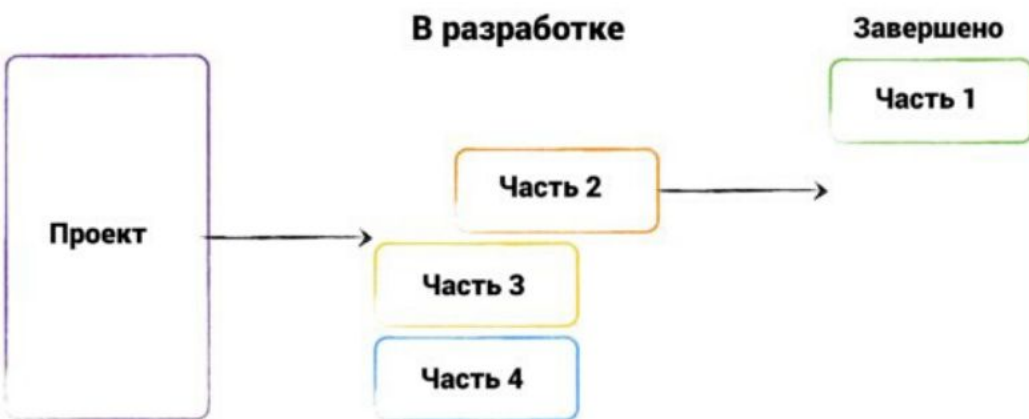 В разработке
Завершено
Часть 1
Часть 2
Проект
Часть 3
Часть 4